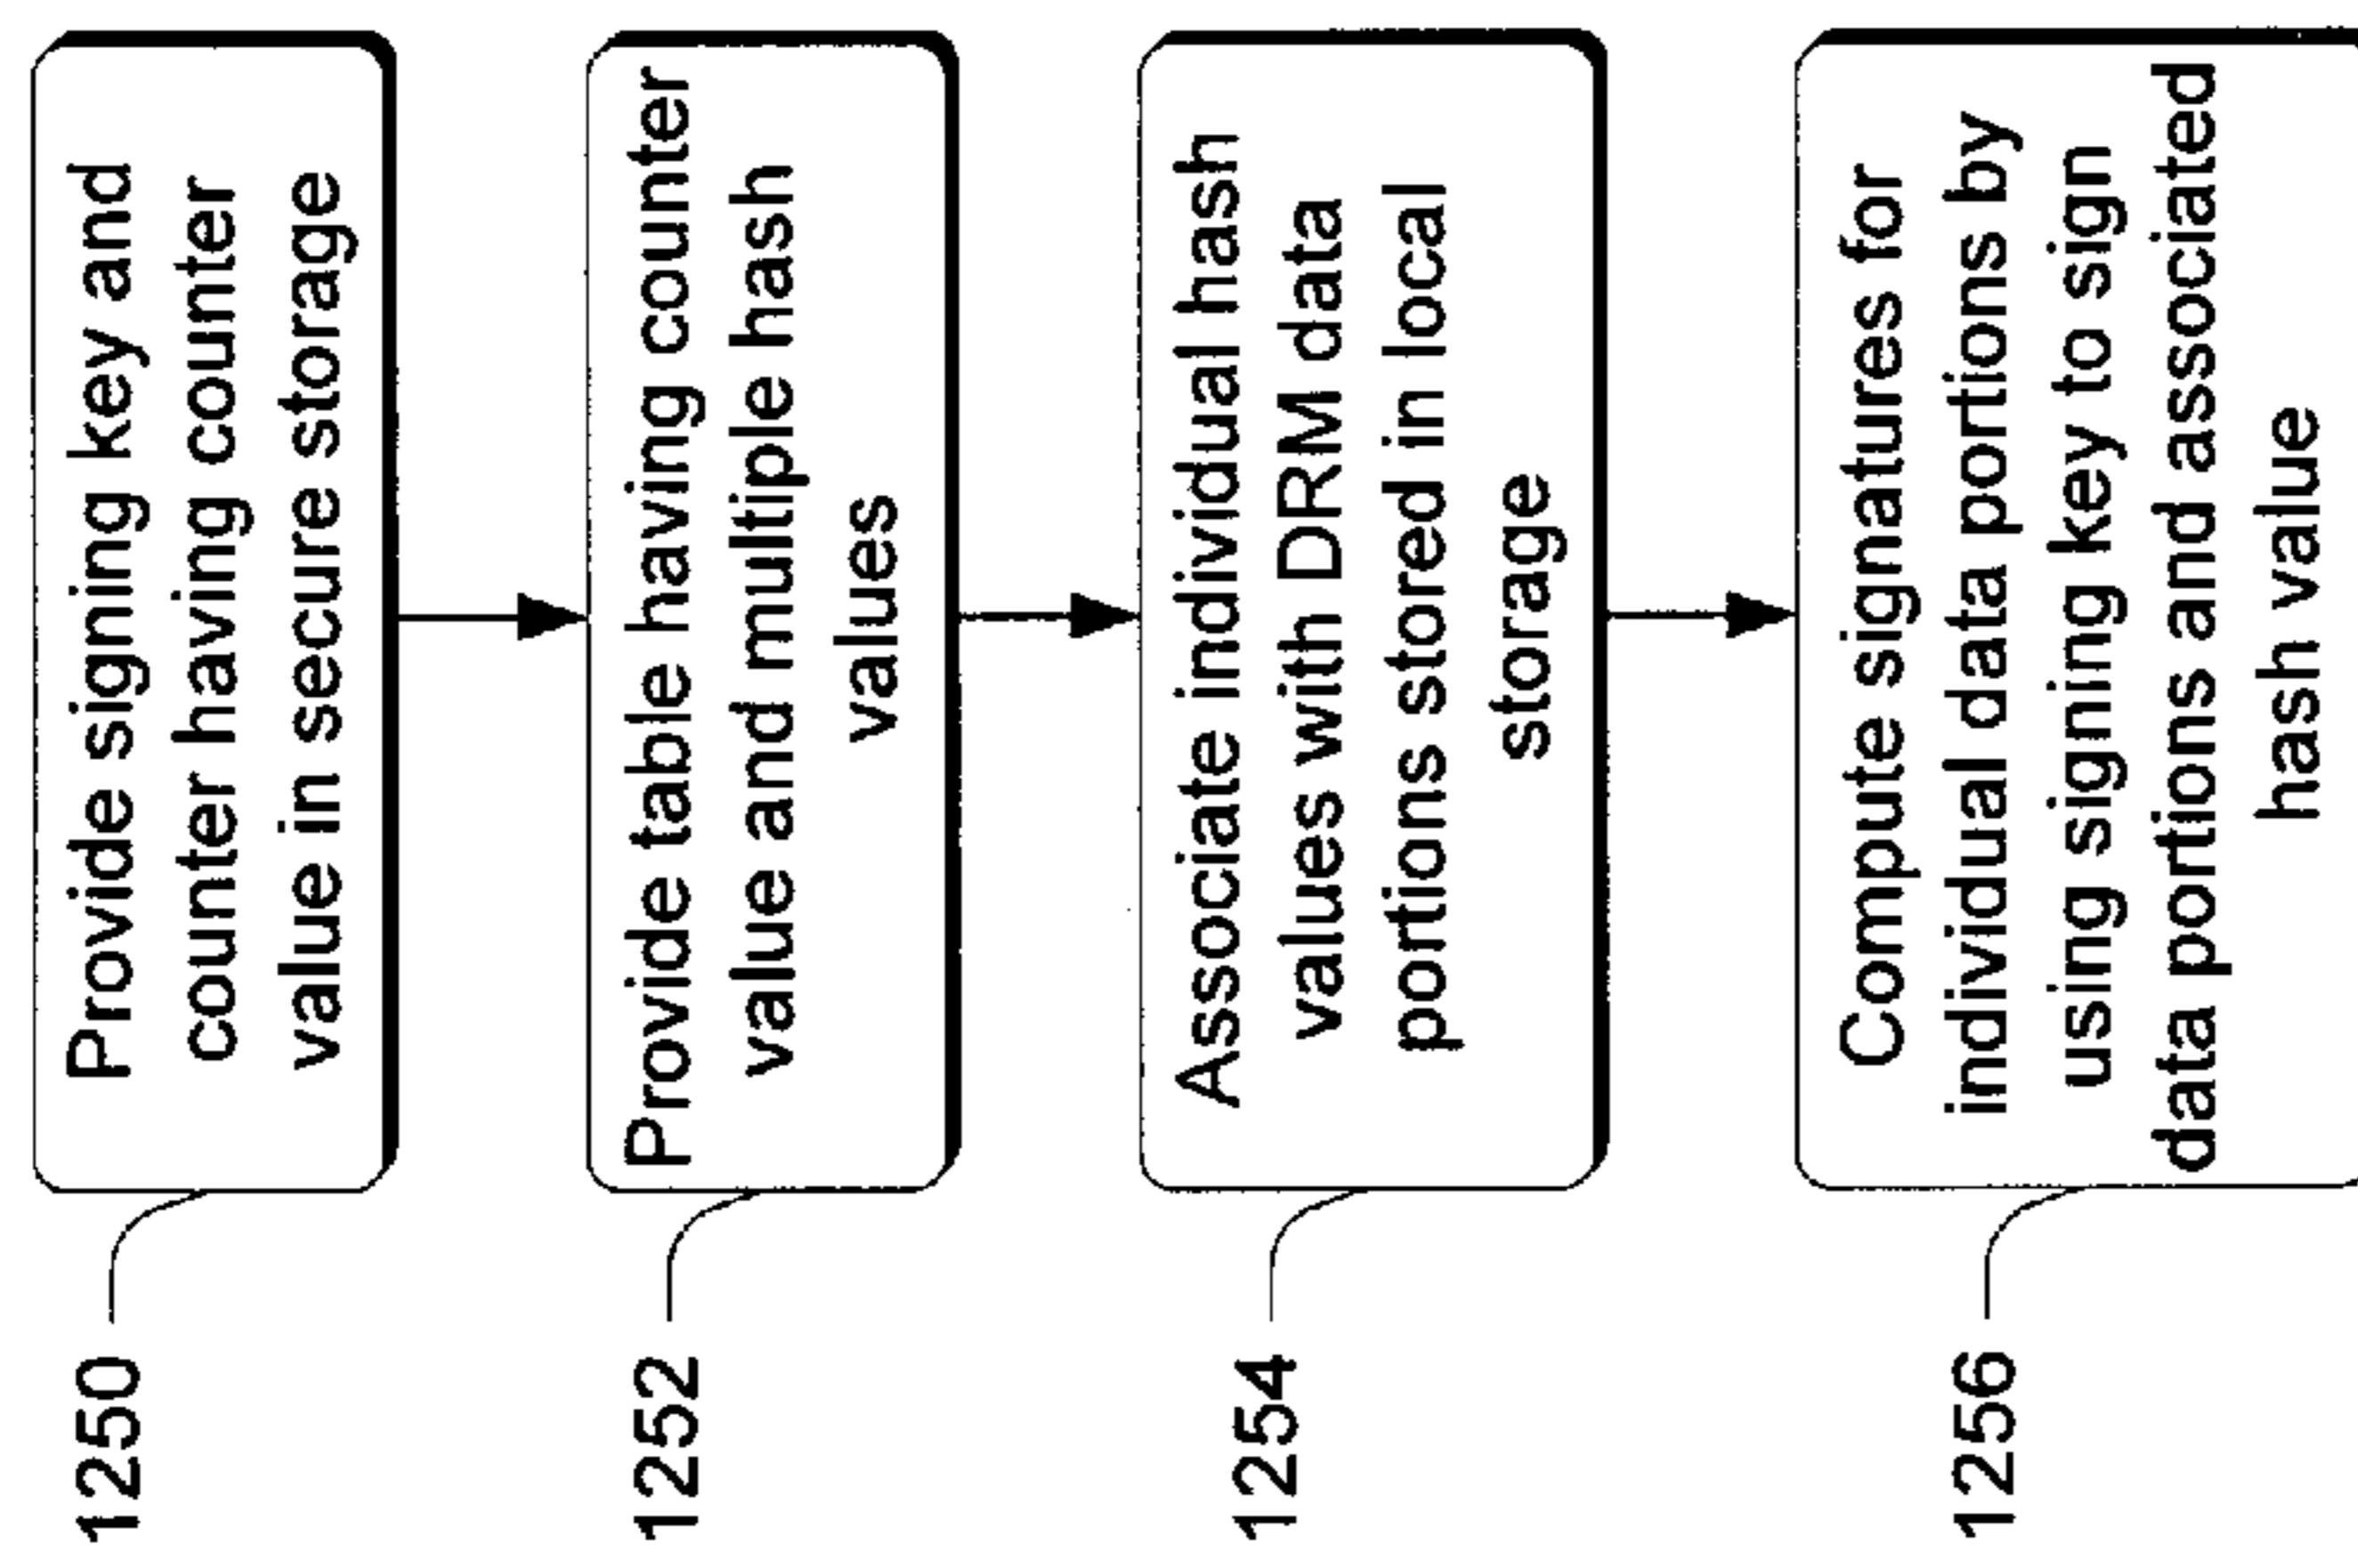 1250
Provide signing key and
counter having counter
value in secure storage
1252
Provide table having counter
value and multiple hash
values
1254
Associate individual hash
values with DRM data
portions stored in local
storage
1256
Compute signatures for
individual data portions by
using signing key to sign
data portions and associated
hash value